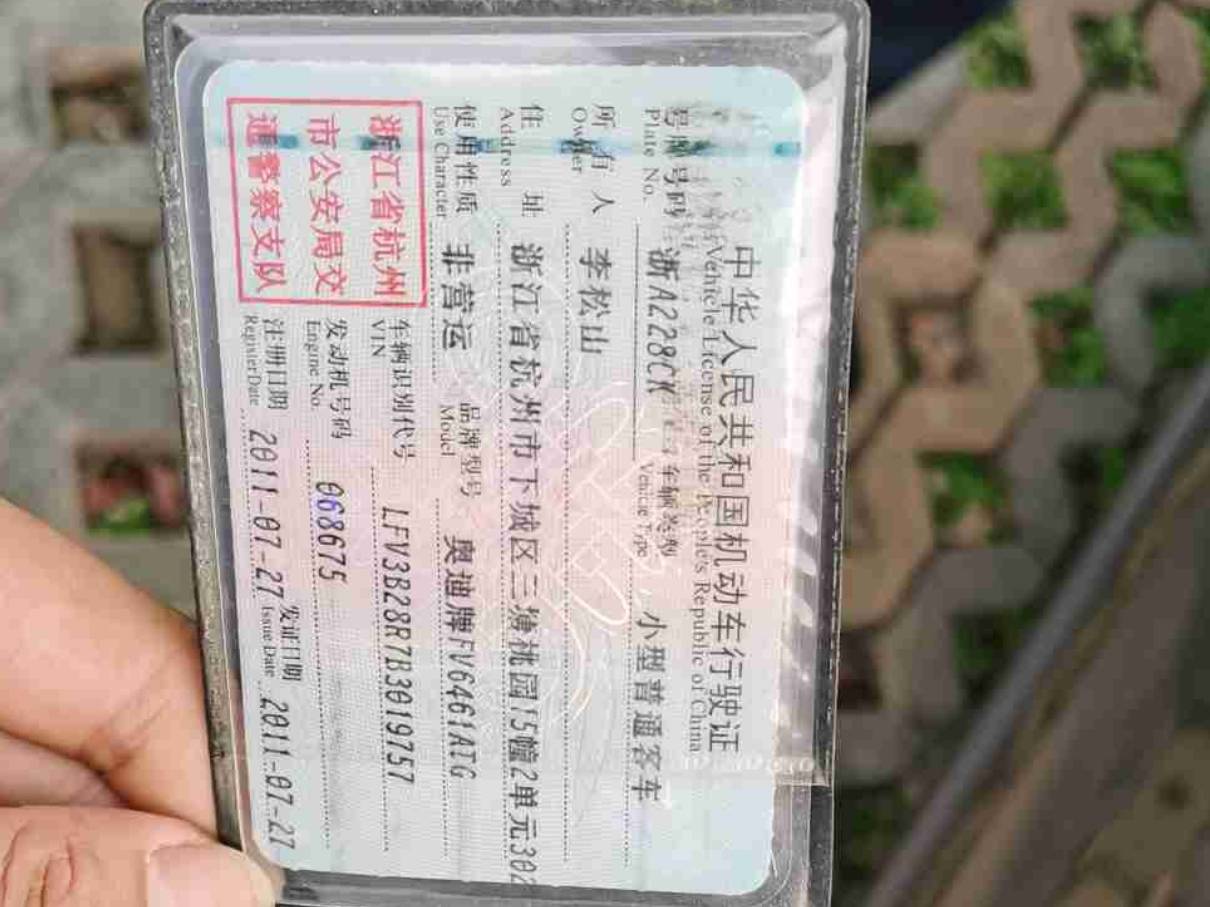 中华人民共和国机动车行驶证
Vehicle License of the People's Republic of China
号牌号码 浙A228CK 车辆类型 小型普通客车
Plate No. Vehicle Type
所有人 李松山
Owner
住址 浙江省杭州市下城区三塘桃园15幢2单元302
Address
使用性质 非营运 品牌型号 奥迪牌FV6461ATG
Use Character Model
浙江省杭州
市公安局交
通警察支队
车辆识别代号 LFV3B28R7B3019757
VIN
发动机号码 068675
Engine No.
注册日期 2011-07-27 发证日期 2011-07-27
Register Date Issue Date